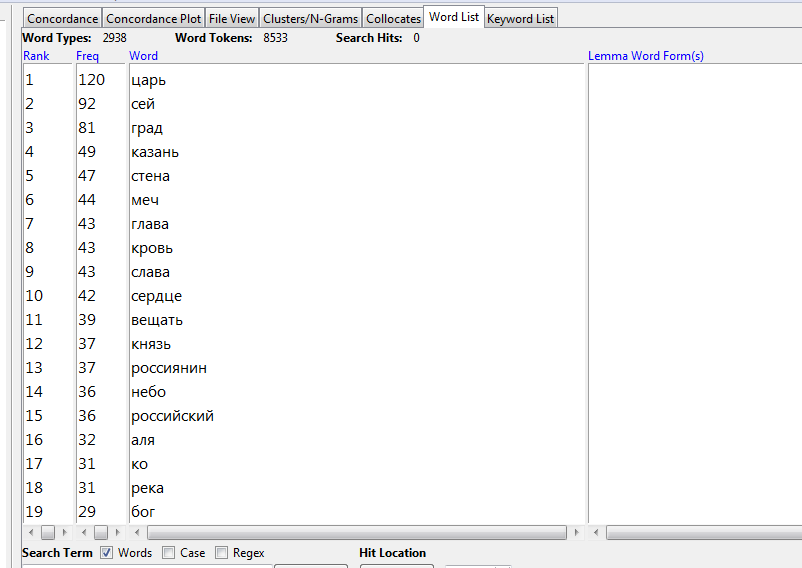 Concordance Concordance Plot File View Clusters/N-Grams Collocates Word List Keyword List
Word Types: 2938 Word Tokens: 8533 Search Hits: 0
Rank Freq Word Lemma Word Form(s)
1 120 царь
2 92 сей
3 81 град
4 49 казань
5 47 стена
6 44 меч
7 43 глава
8 43 кровь
9 43 слава
10 42 сердце
11 39 вещать
12 37 князь
13 37 россиянин
14 36 небо
15 36 российский
16 32 аля
17 31 ко
18 31 река
19 29 бог
Search Term Words Case Regex Hit Location